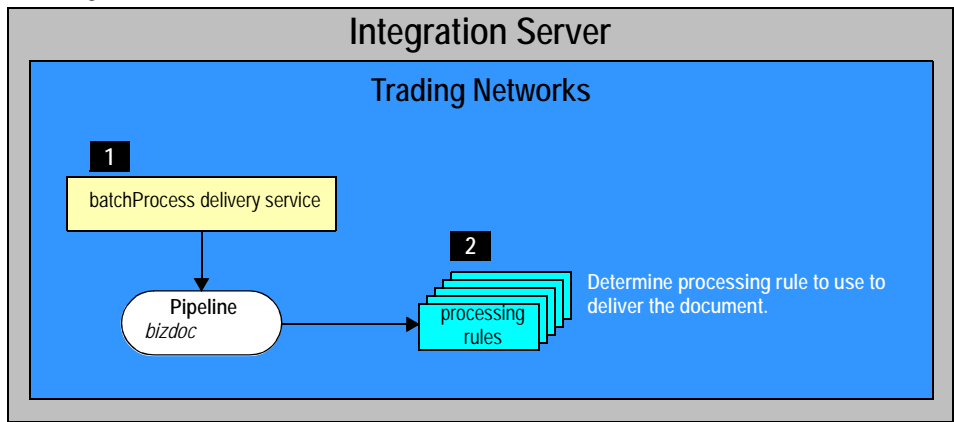 Integration Server
Trading Networks
1
batchProcess delivery service
2
Determine processing rule to use to
deliver the document.
Pipeline
bizdoc
processing
rules